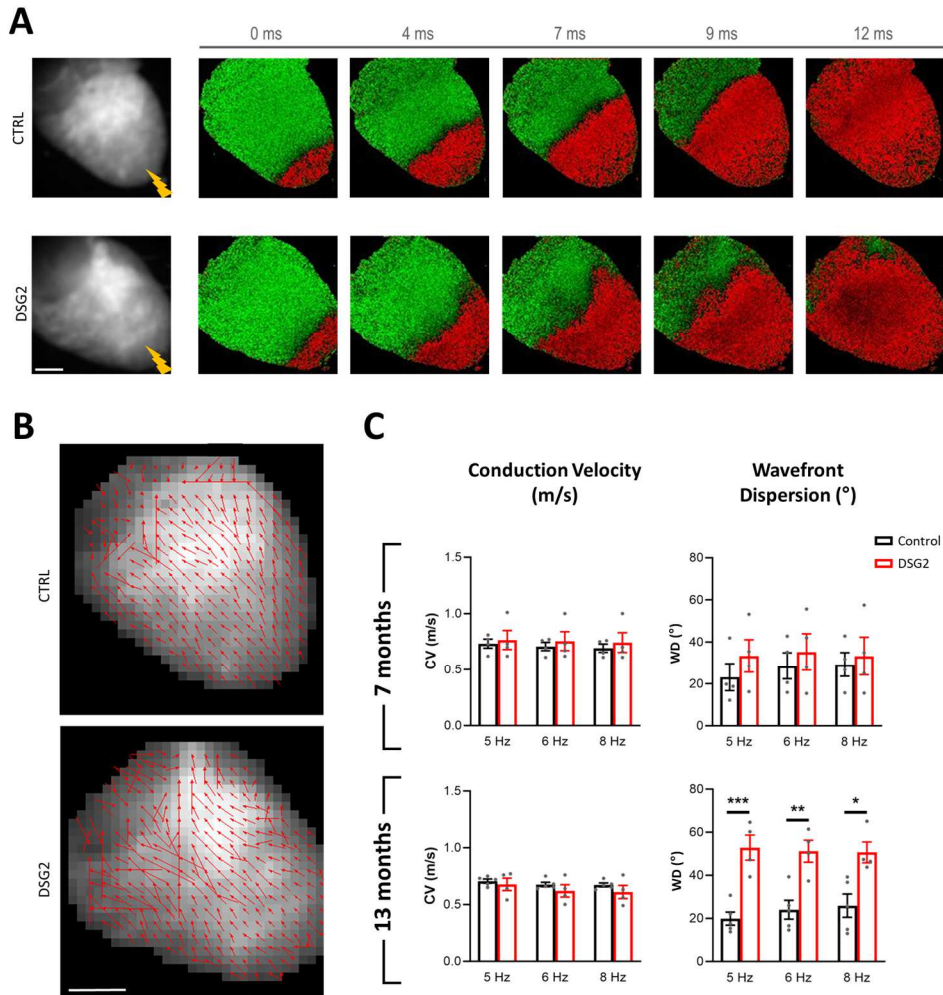 A
0 ms 4 ms 7 ms 9 ms 12 ms
CTRL
DSG2
B
CTRL
DSG2
C
Conduction Velocity
(m/s)
Wavefront
Dispersion (°)
Control
DSG2
7 months
CV (m/s)
1.5
1.0
0.5
0.0
5 Hz 6 Hz 8 Hz
WD (°)
80
60
40
20
0
5 Hz 6 Hz 8 Hz
13 months
CV (m/s)
1.5
1.0
0.5
0.0
5 Hz 6 Hz 8 Hz
WD (°)
80
60
40
20
0
*** ** *
5 Hz 6 Hz 8 Hz